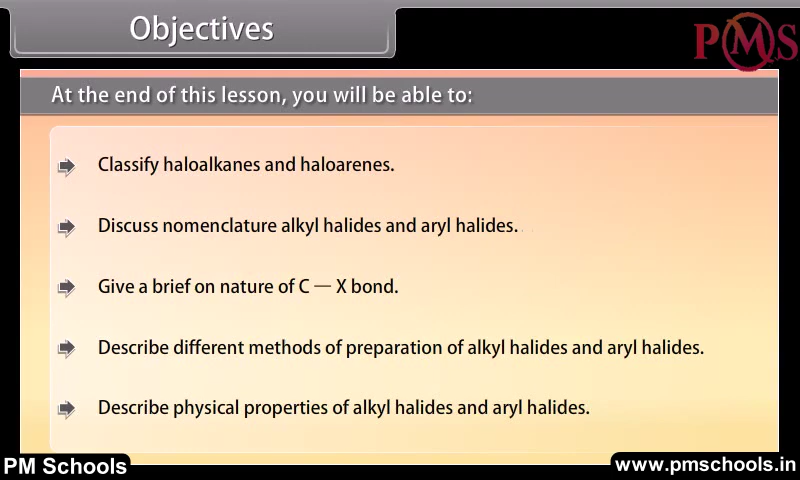 Objectives
PMS
At the end of this lesson, you will be able to:
Classify haloalkanes and haloarenes.
Discuss nomenclature alkyl halides and aryl halides.
Give a brief on nature of C — X bond.
Describe different methods of preparation of alkyl halides and aryl halides.
Describe physical properties of alkyl halides and aryl halides.
PM Schools
www.pmschools.in